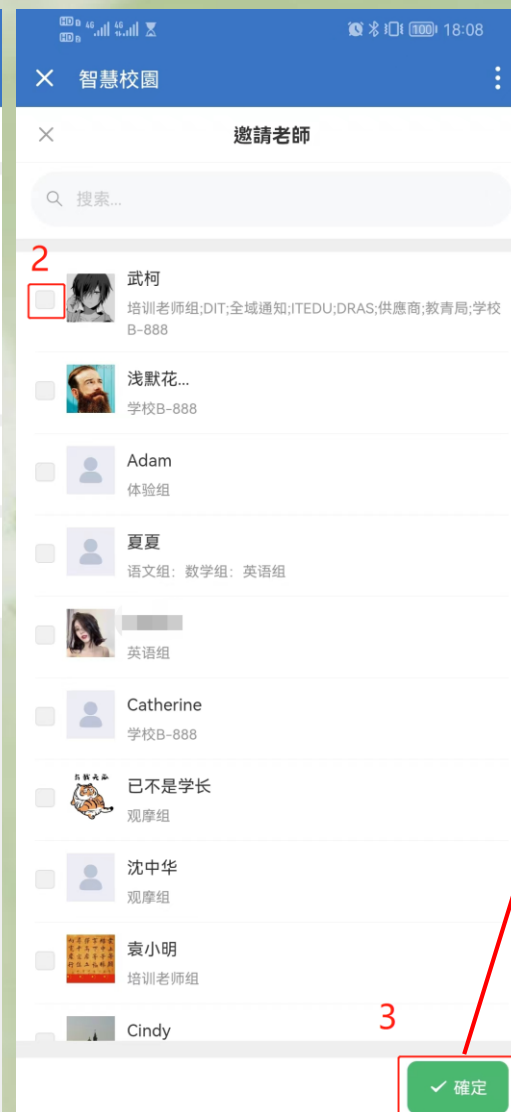 18:08
智慧校園
邀請老師
搜索...
2
武柯
培训老师组;DIT;全域通知;ITEDU;DRAS;供應商;教青局;学校
B-888
浅默花...
学校B-888
Adam
体验组
夏夏
语文组：数学组：英语组
英语组
Catherine
学校B-888
已不是学长
观摩组
沈中华
观摩组
袁小明
培训老师组
Cindy
3
確定